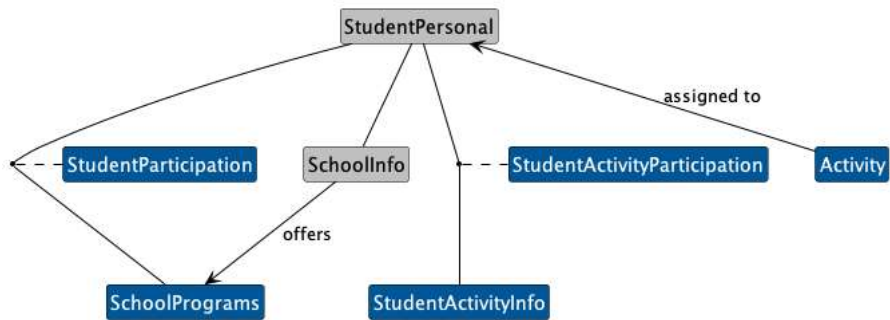 StudentPersonal
assigned to
StudentParticipation
SchoolInfo
StudentActivityParticipation
Activity
offers
SchoolPrograms
StudentActivityInfo